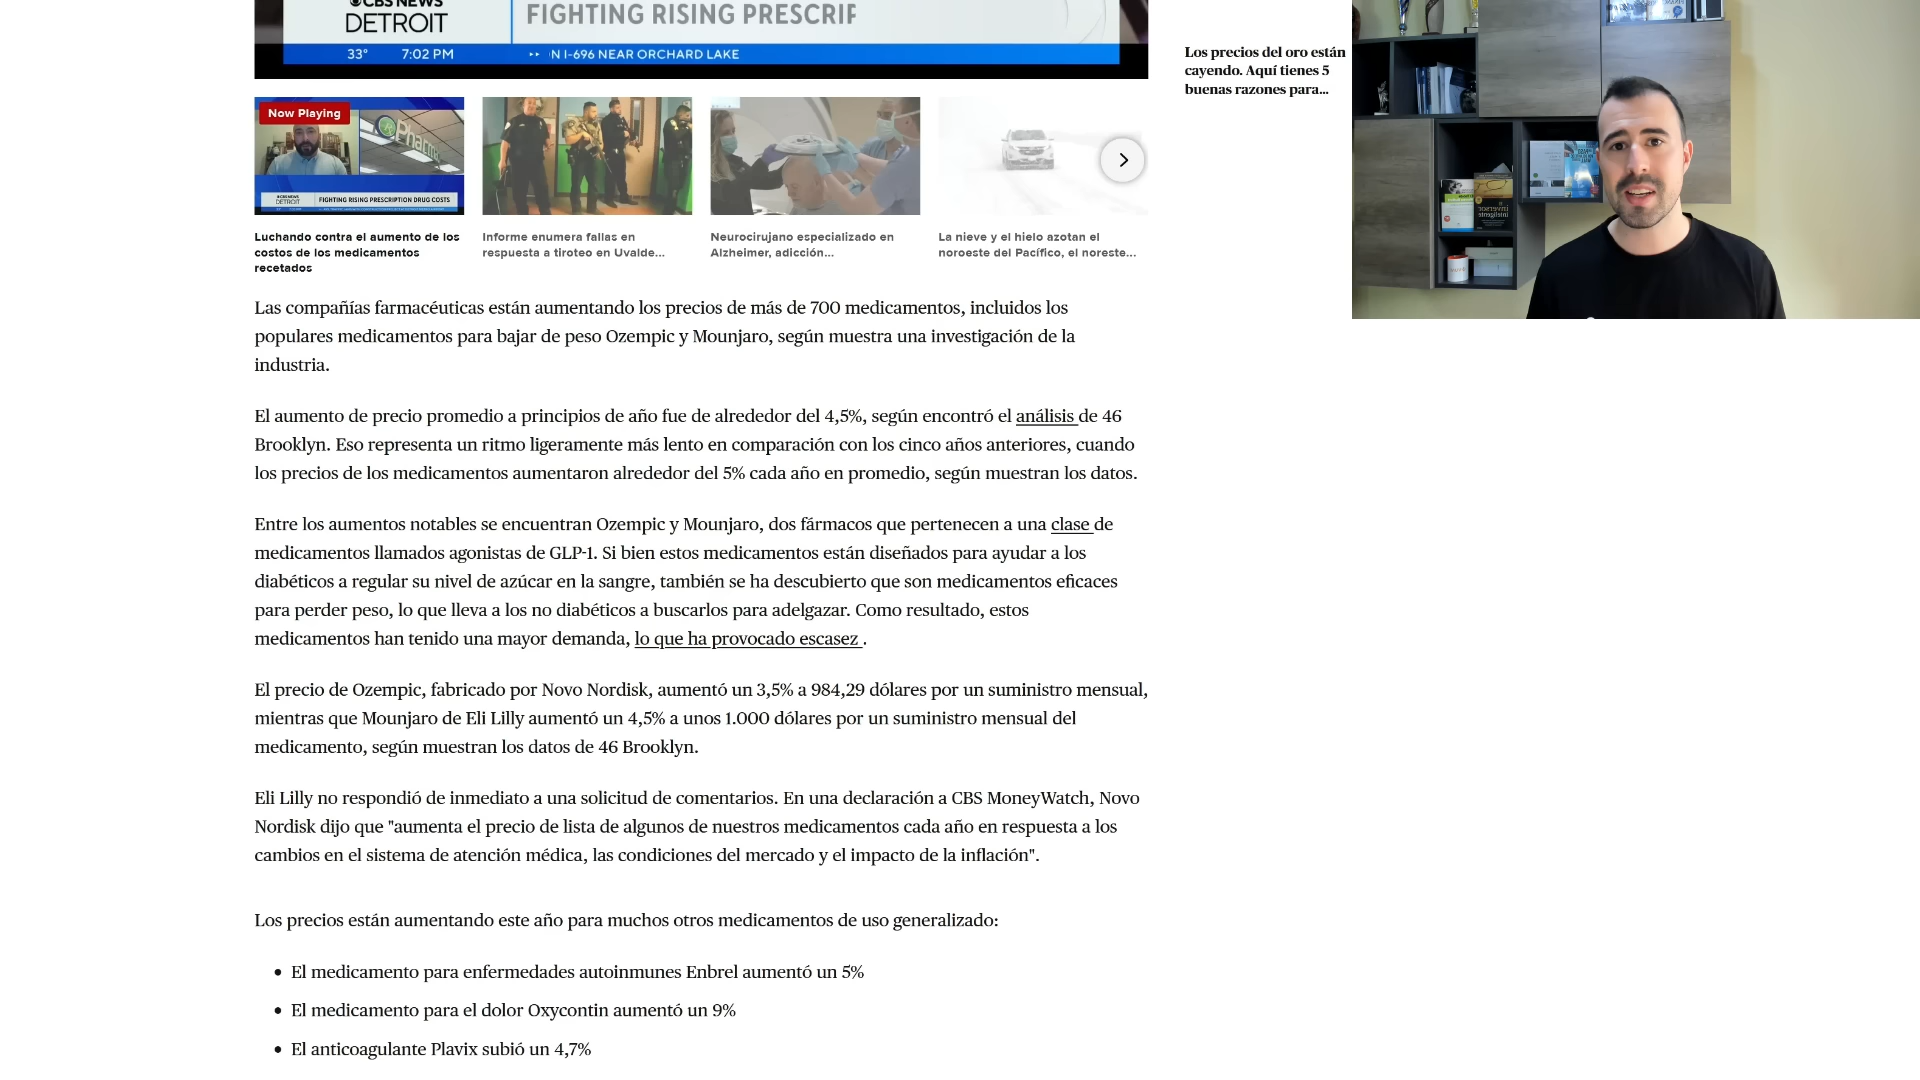 CBS NEWS
DETROIT
FIGHTING RISING PRESCRIP
33° 7:02 PM
N I-696 NEAR ORCHARD LAKE
Los precios del oro están
cayendo. Aquí tienes 5
buenas razones para...
Now Playing
Pharm
CBS NEWS
DETROIT
FIGHTING RISING PRESCRIPTION DRUG COSTS
Luchando contra el aumento de los
costos de los medicamentos
recetados
Informe enumera fallas en
respuesta a tiroteo en Uvalde...
Neurocirujano especializado en
Alzheimer, adicción...
La nieve y el hielo azotan el
noroeste del Pacífico, el noreste...
Las compañías farmacéuticas están aumentando los precios de más de 700 medicamentos, incluidos los
populares medicamentos para bajar de peso Ozempic y Mounjaro, según muestra una investigación de la
industria.
El aumento de precio promedio a principios de año fue de alrededor del 4,5%, según encontró el análisis de 46
Brooklyn. Eso representa un ritmo ligeramente más lento en comparación con los cinco años anteriores, cuando
los precios de los medicamentos aumentaron alrededor del 5% cada año en promedio, según muestran los datos.
Entre los aumentos notables se encuentran Ozempic y Mounjaro, dos fármacos que pertenecen a una clase de
medicamentos llamados agonistas de GLP-1. Si bien estos medicamentos están diseñados para ayudar a los
diabéticos a regular su nivel de azúcar en la sangre, también se ha descubierto que son medicamentos eficaces
para perder peso, lo que lleva a los no diabéticos a buscarlos para adelgazar. Como resultado, estos
medicamentos han tenido una mayor demanda, lo que ha provocado escasez .
El precio de Ozempic, fabricado por Novo Nordisk, aumentó un 3,5% a 984,29 dólares por un suministro mensual,
mientras que Mounjaro de Eli Lilly aumentó un 4,5% a unos 1.000 dólares por un suministro mensual del
medicamento, según muestran los datos de 46 Brooklyn.
Eli Lilly no respondió de inmediato a una solicitud de comentarios. En una declaración a CBS MoneyWatch, Novo
Nordisk dijo que "aumenta el precio de lista de algunos de nuestros medicamentos cada año en respuesta a los
cambios en el sistema de atención médica, las condiciones del mercado y el impacto de la inflación".
Los precios están aumentando este año para muchos otros medicamentos de uso generalizado:
• El medicamento para enfermedades autoinmunes Enbrel aumentó un 5%
• El medicamento para el dolor Oxycontin aumentó un 9%
• El anticoagulante Plavix subió un 4,7%